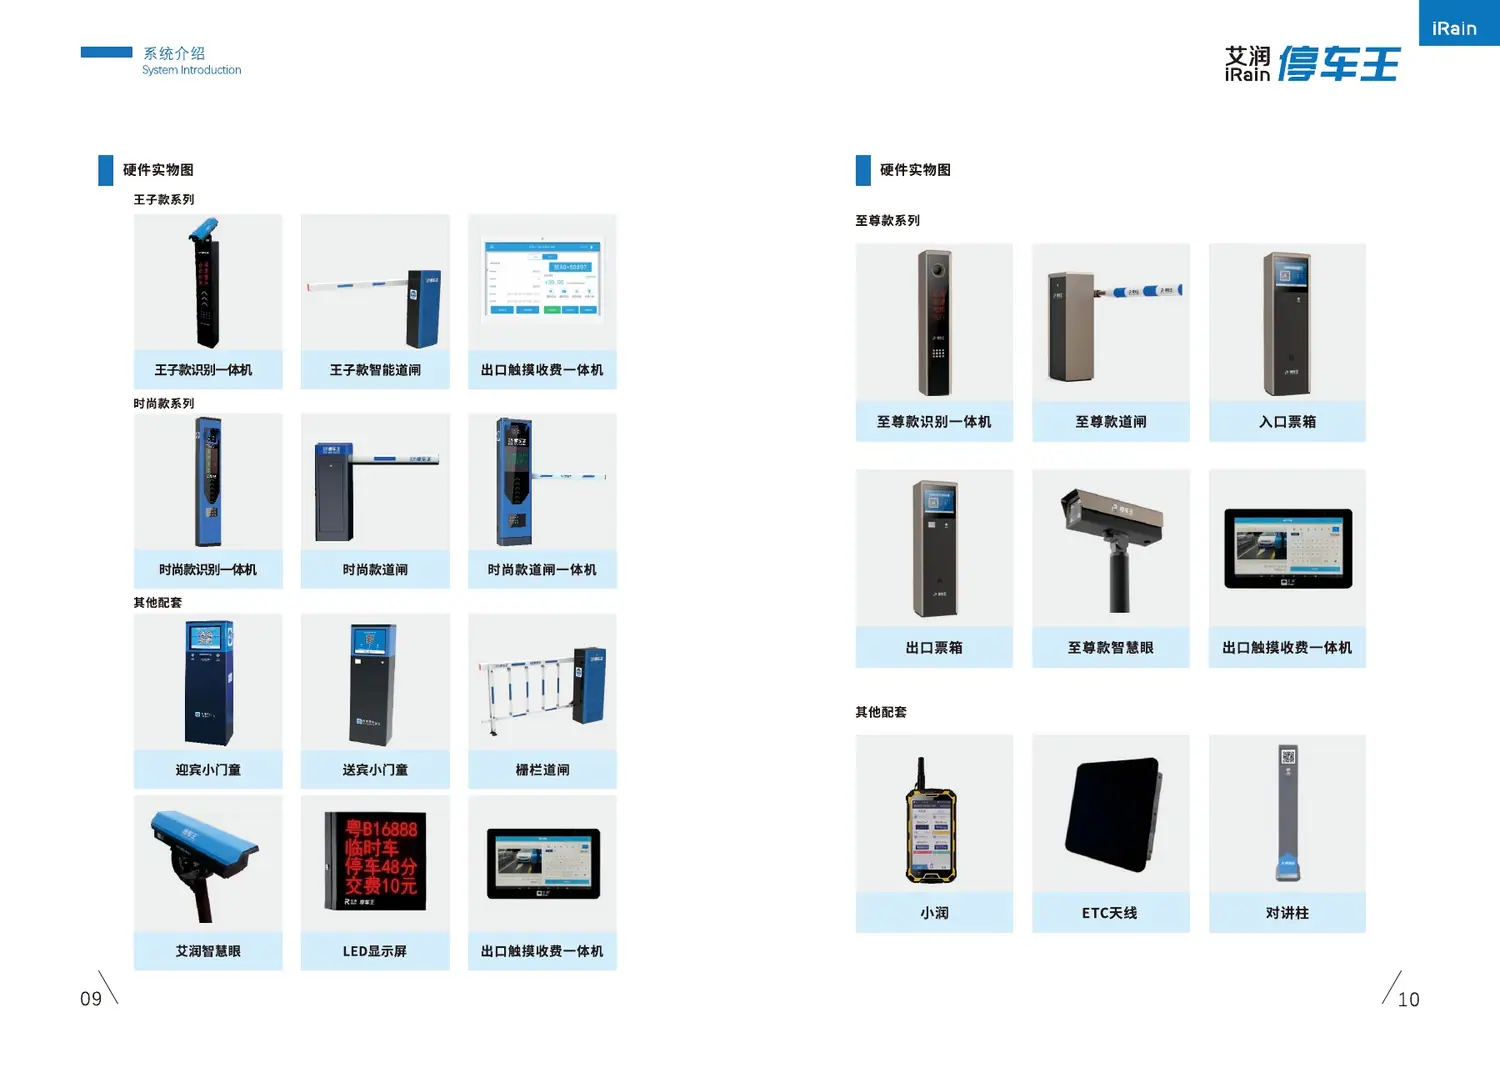 系统介绍
System Introduction
iRain
艾润
iRain
停车王
硬件实物图
王子款系列
王子款识别一体机
王子款智能道闸
出口触摸收费一体机
时尚款系列
时尚款识别一体机
时尚款道闸
时尚款道闸一体机
其他配套
迎宾小门童
送宾小门童
栅栏道闸
停车王
粤B16888
临时车
停车48分
交费10元
停车王
艾润智慧眼
LED显示屏
出口触摸收费一体机
09
硬件实物图
至尊款系列
至尊款识别一体机
至尊款道闸
入口票箱
停车王
出口票箱
至尊款智慧眼
出口触摸收费一体机
其他配套
小润
ETC天线
对讲柱
10